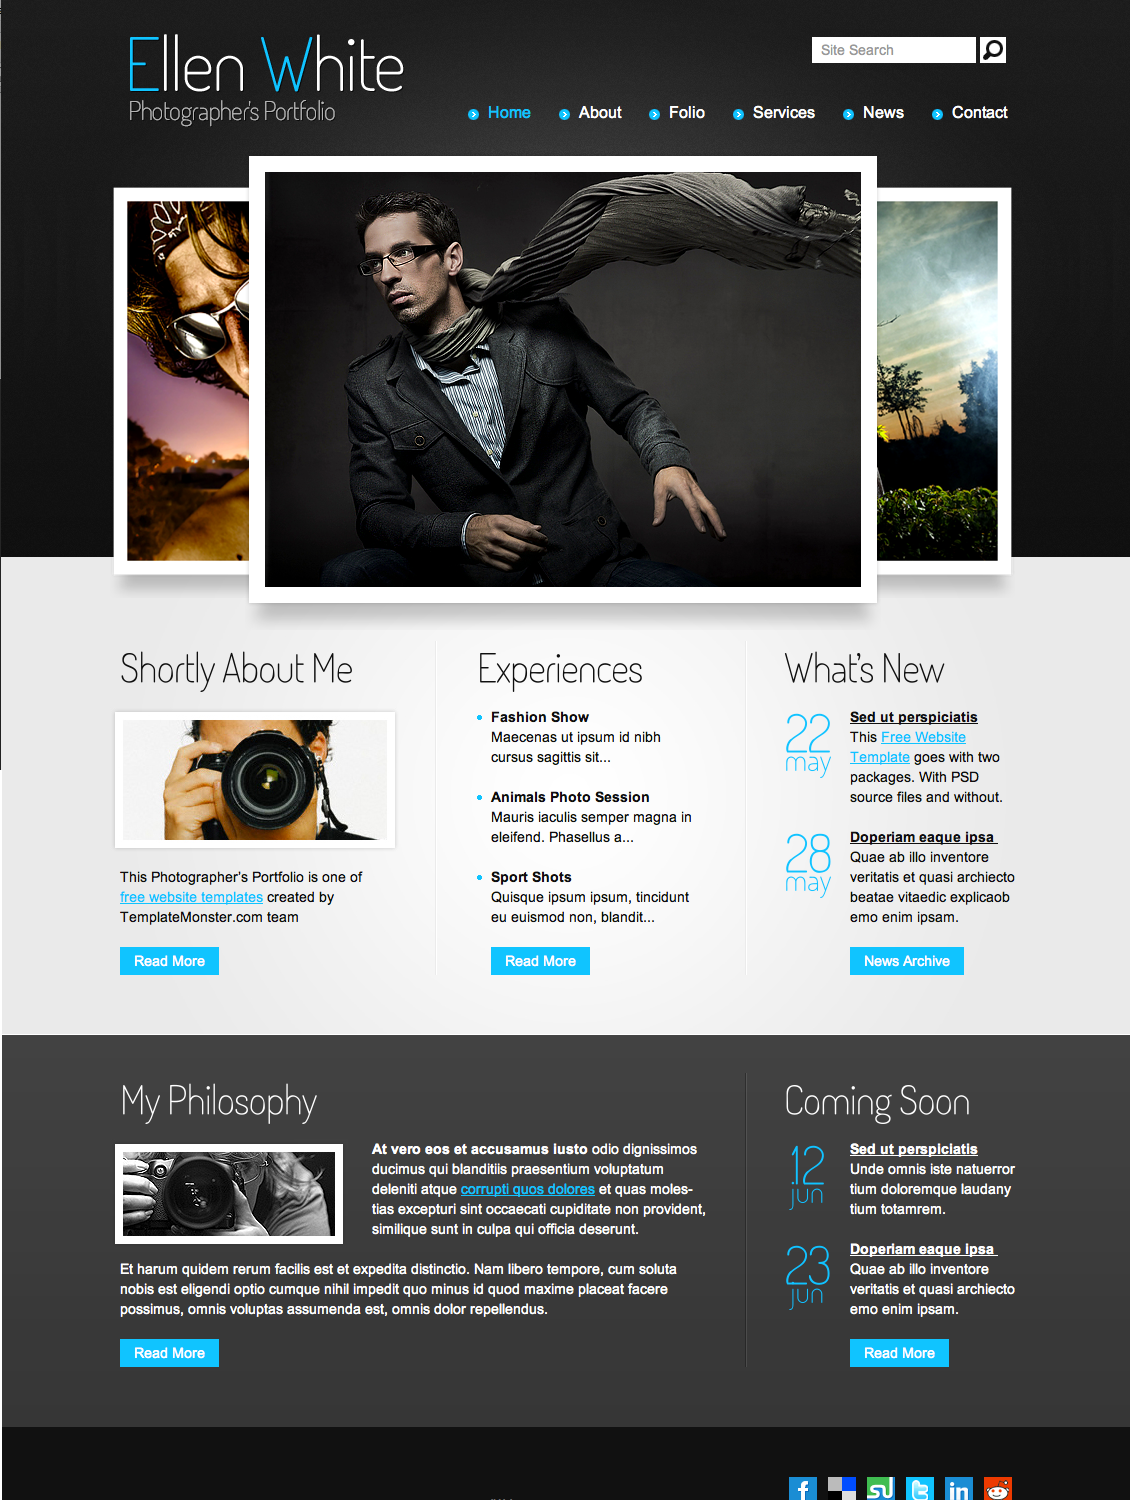 Ellen White
Photographer's Portfolio
Site Search
Home
About
Folio
Services
News
Contact
Shortly About Me
This Photographer's Portfolio is one of
free website templates created by
TemplateMonster.com team
Read More
Experiences
Fashion Show
Maecenas ut ipsum id nibh
cursus sagittis sit...
Animals Photo Session
Mauris iaculis semper magna in
eleifend. Phasellus a...
Sport Shots
Quisque ipsum ipsum, tincidunt
eu euismod non, blandit...
Read More
What's New
22
may
Sed ut perspiciatis
This Free Website
Template goes with two
packages. With PSD
source files and without.
28
may
Doperiam eaque ipsa
Quae ab illo inventore
veritatis et quasi archiecto
beatae vitaedic explicaob
emo enim ipsam.
News Archive
My Philosophy
At vero eos et accusamus iusto odio dignissimos
ducimus qui blanditiis praesentium voluptatum
deleniti atque corrupti quos dolores et quas moles-
tias excepturi sint occaecati cupiditate non provident,
similique sunt in culpa qui officia deserunt.
Et harum quidem rerum facilis est et expedita distinctio. Nam libero tempore, cum soluta
nobis est eligendi optio cumque nihil impedit quo minus id quod maxime placeat facere
possimus, omnis voluptas assumenda est, omnis dolor repellendus.
Read More
Coming Soon
12
jun
Sed ut perspiciatis
Unde omnis iste natuerror
tium doloremque laudany
tium totamrem.
23
jun
Doperiam eaque ipsa
Quae ab illo inventore
veritatis et quasi archiecto
emo enim ipsam.
Read More